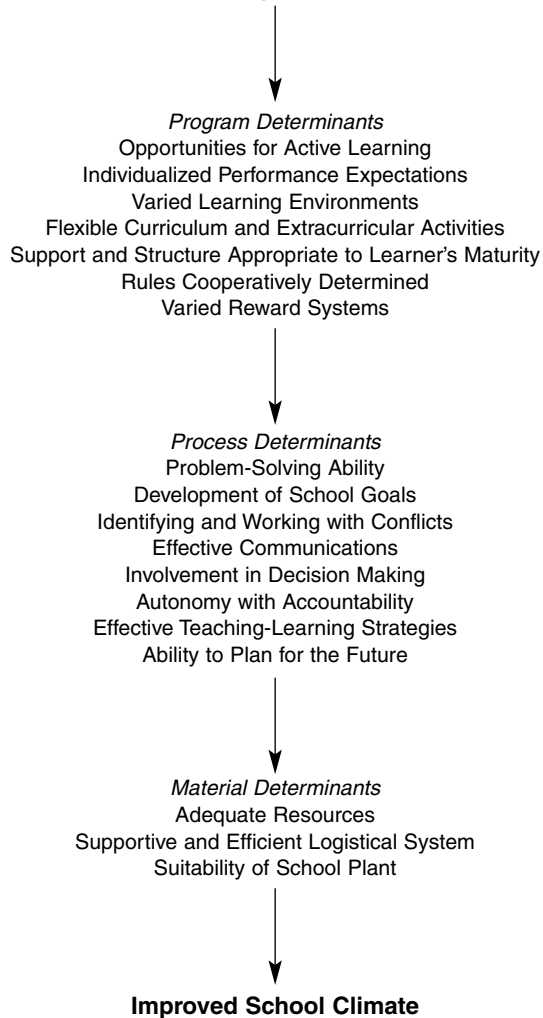 Program Determinants
Opportunities for Active Learning
Individualized Performance Expectations
Varied Learning Environments
Flexible Curriculum and Extracurricular Activities
Support and Structure Appropriate to Learner's Maturity
Rules Cooperatively Determined
Varied Reward Systems
Process Determinants
Problem-Solving Ability
Development of School Goals
Identifying and Working with Conflicts
Effective Communications
Involvement in Decision Making
Autonomy with Accountability
Effective Teaching-Learning Strategies
Ability to Plan for the Future
Material Determinants
Adequate Resources
Supportive and Efficient Logistical System
Suitability of School Plant
Improved School Climate